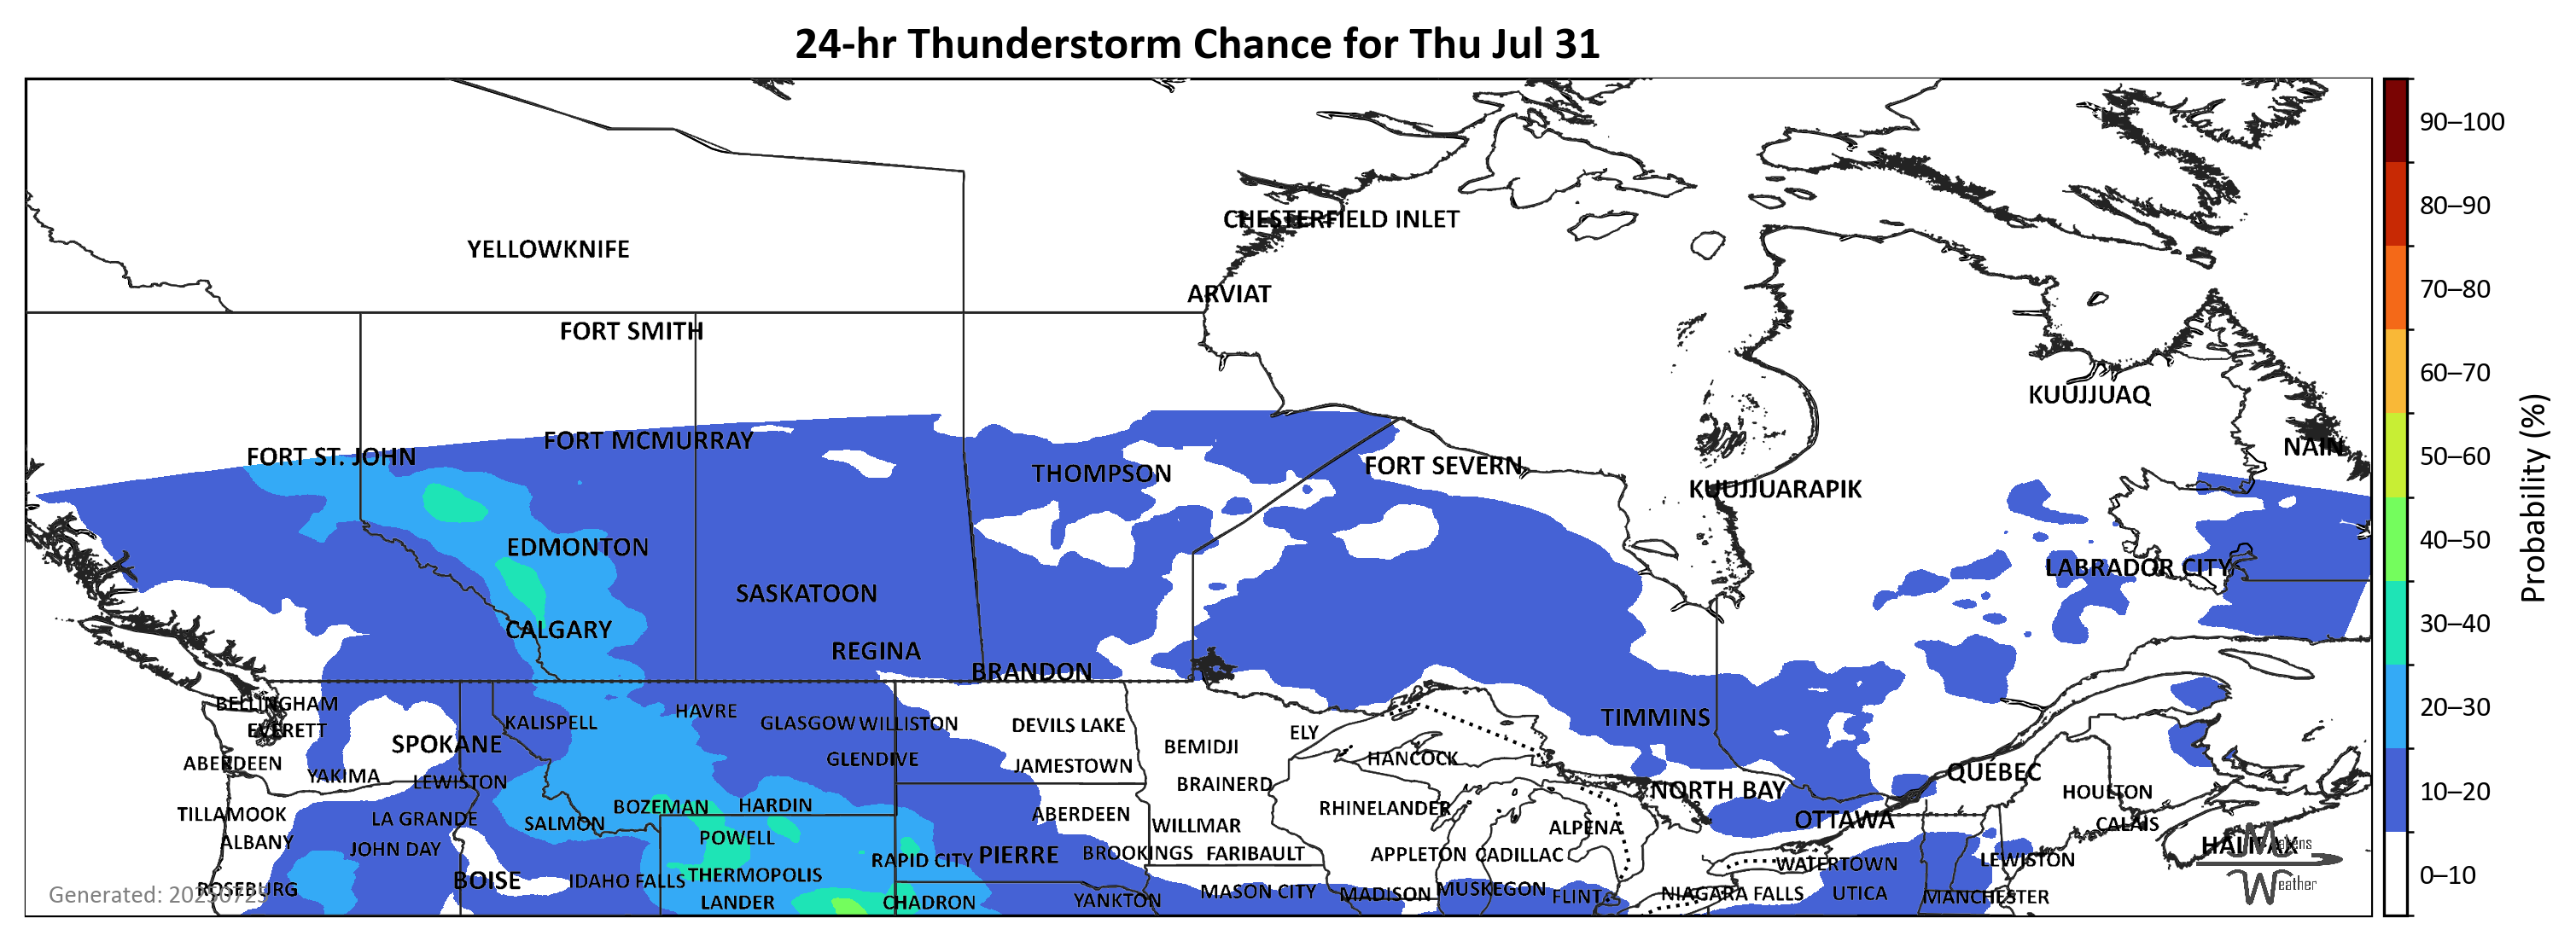 24-hr Thunderstorm Chance for Thu Jul 31
90–100
80–90
CHESTERFIELD INLET
YELLOWKNIFE
70–80
ARVIAT
FORT SMITH
60–70
KUUJJUAQ
FORT MCMURRAY
NAIN
FORT ST. JOHN
50–60
FORT SEVERN
THOMPSON
KUUJJUARAPIK
Probability (%)
EDMONTON
40–50
LABRADOR CITY
SASKATOON
CALGARY
30–40
REGINA
BRANDON
BELLINGHAM
HAVRE
20–30
TIMMINS
KALISPELL
GLASGOW WILLISTON
DEVILS LAKE
EVERETT
ELY
SPOKANE
BEMIDJI
GLENDIVE
HANCOCK
ABERDEEN
JAMESTOWN
QUÉBEC
YAKIMA
LEWISTON
BRAINERD
NORTH BAY
HOULTON
10–20
BOZEMAN
HARDIN
RHINELANDER
TILLAMOOK
LA GRANDE
SALMON
ABERDEEN
WILLMAR
ALPENA
OTTAWA
CALAIS
ALBANY
POWELL
JOHN DAY
HALIFAX
Makens
Weather
RAPID CITY
PIERRE
BROOKINGS
FARIBAULT
APPLETON
CADILLAC
WATERTOWN
LEWISTON
BOISE
IDAHO FALLS
THERMOPOLIS
0–10
ROSEBURG
MASON CITY
MADISON
MUSKEGON
FLINT
NIAGARA FALLS
UTICA
MANCHESTER
LANDER
CHADRON
YANKTON
Generated: 20250725